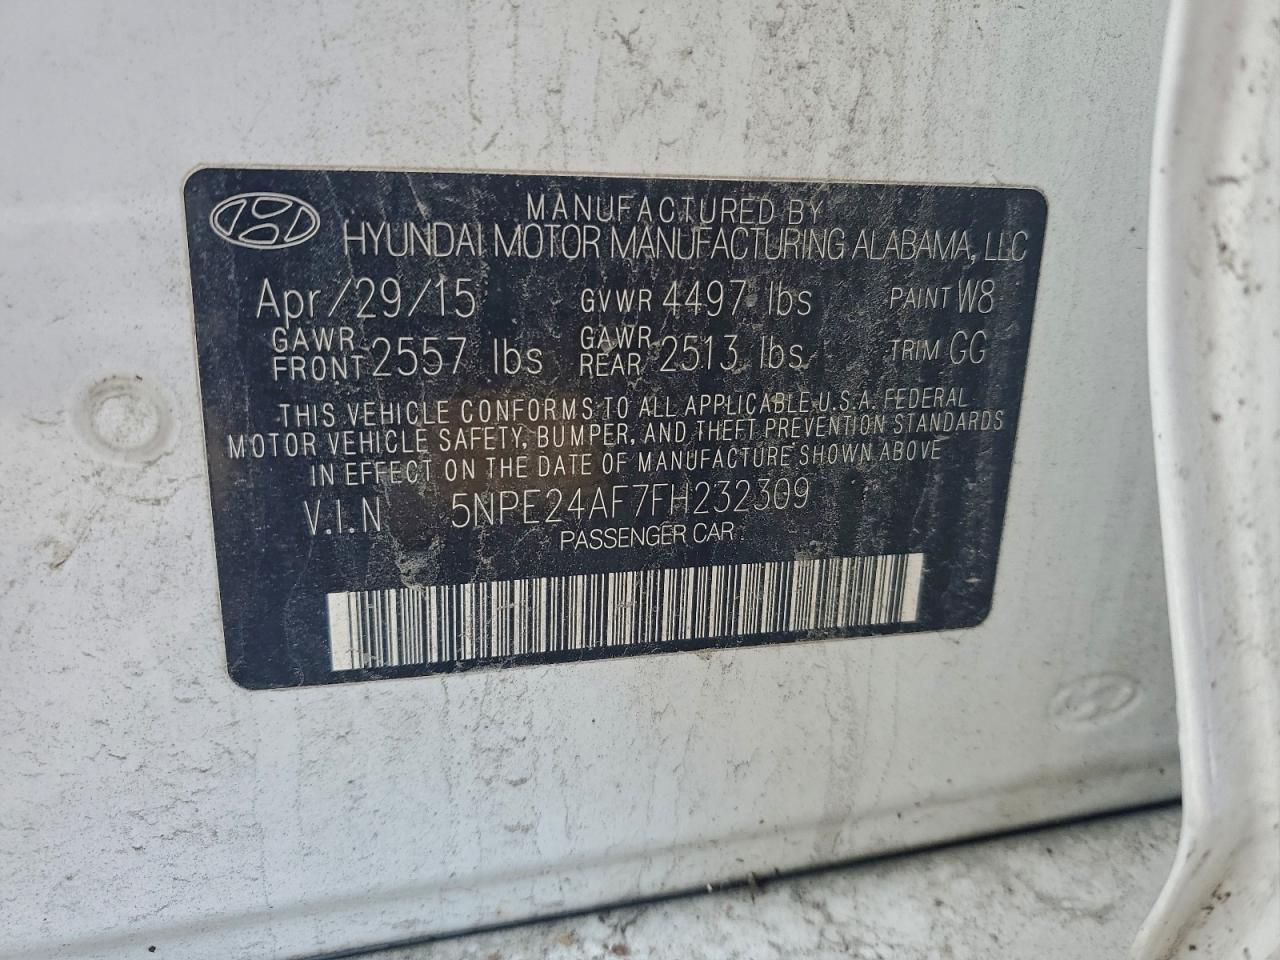 MANUFACTURED BY
HYUNDAI MOTOR MANUFACTURING ALABAMA, LLC
Apr/29/15 GVWR 4497 lbs PAINT W8
GAWR FRONT 2557 lbs GAWR REAR 2513 lbs TRIM GG
THIS VEHICLE CONFORMS TO ALL APPLICABLE U.S.A. FEDERAL
MOTOR VEHICLE SAFETY, BUMPER, AND THEFT PREVENTION STANDARDS
IN EFFECT ON THE DATE OF MANUFACTURE SHOWN ABOVE
V.I.N 5NPE24AF7FH232309
PASSENGER CAR